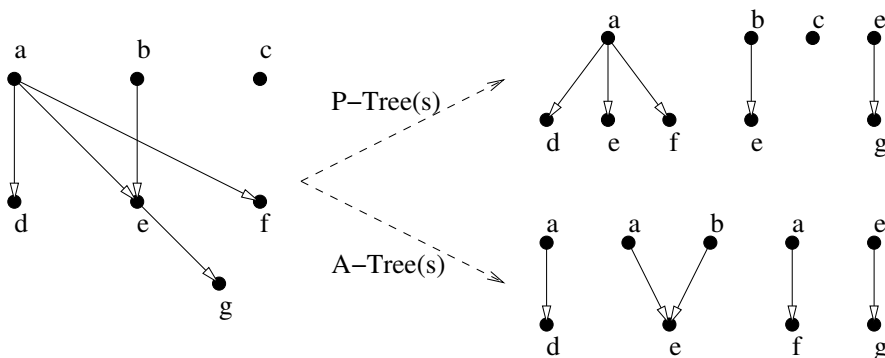 a b c
d e f
g
P-Tree(s)
A-Tree(s)
a b c e
d e f e g
a a b a e
d e f g